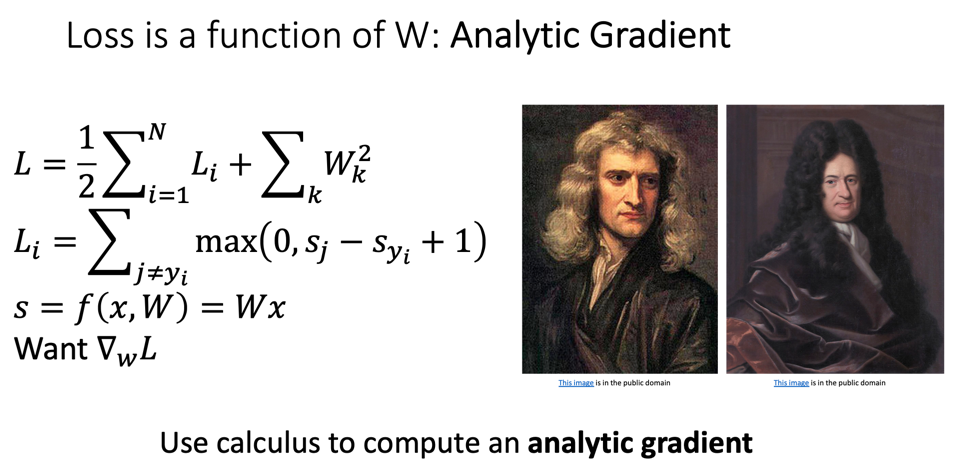 Loss is a function of W: Analytic Gradient
L = \frac{1}{2} \sum_{i=1}^{N} L_i + \sum_k W_k^2
L_i = \sum_{j \neq y_i} max(0, s_j − s_{y_i} + 1)
s = f(x, W) = Wx
Want ∇_W L
This image is in the public domain
This image is in the public domain
Use calculus to compute an analytic gradient